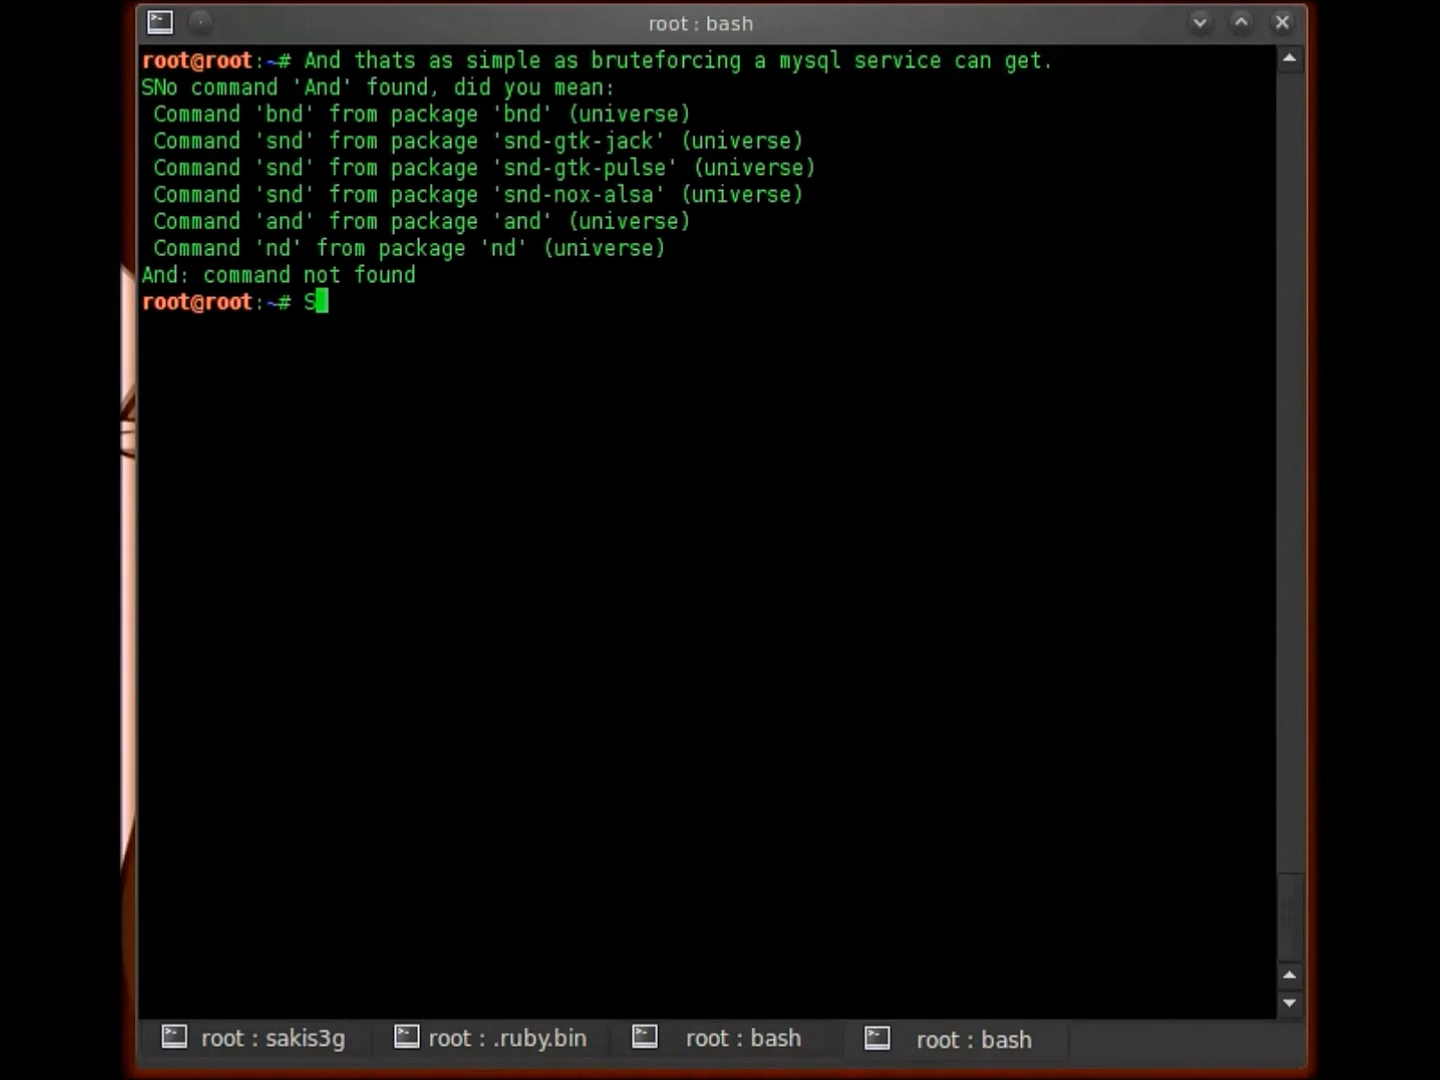 root : bash
root@root:~# And thats as simple as bruteforcing a mysql service can get.
SNo command 'And' found, did you mean:
Command 'bnd' from package 'bnd' (universe)
Command 'snd' from package 'snd-gtk-jack' (universe)
Command 'snd' from package 'snd-gtk-pulse' (universe)
Command 'snd' from package 'snd-nox-alsa' (universe)
Command 'and' from package 'and' (universe)
Command 'nd' from package 'nd' (universe)
And: command not found
root@root:~# S
root : sakis3g root : .ruby.bin root : bash root : bash